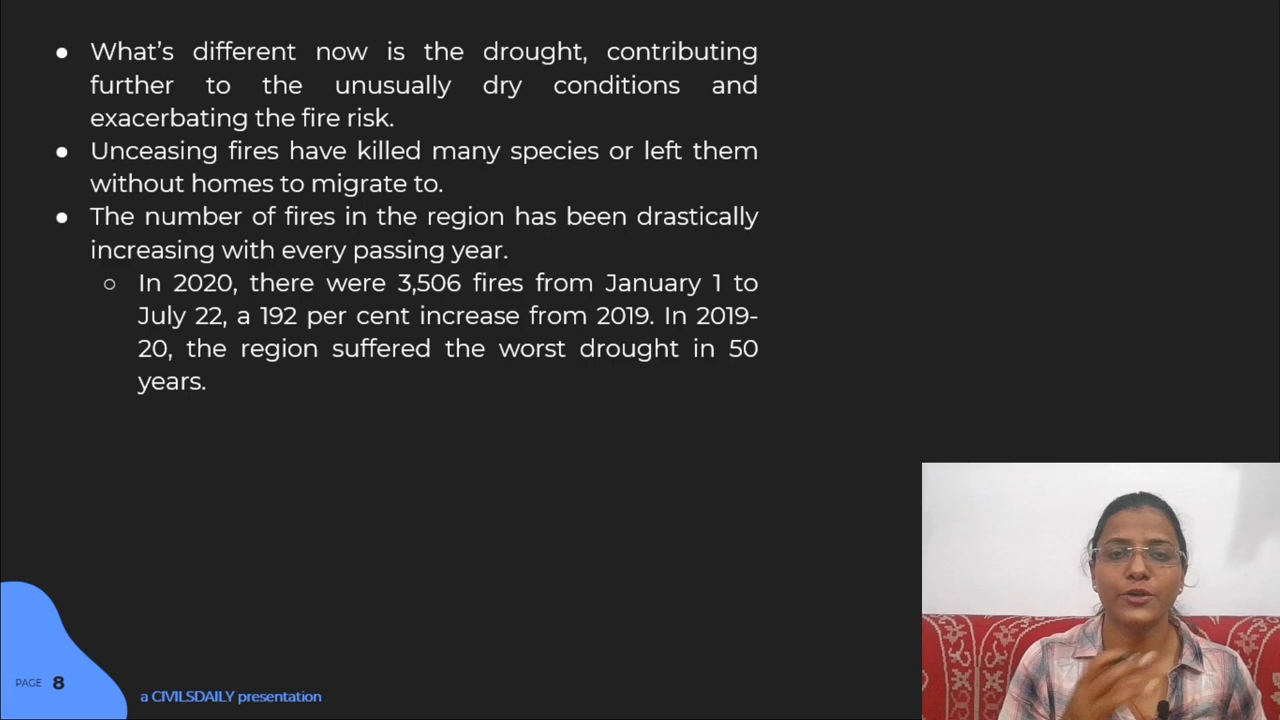 ● What’s different now is the drought, contributing
further to the unusually dry conditions and
exacerbating the fire risk.
● Unceasing fires have killed many species or left them
without homes to migrate to.
● The number of fires in the region has been drastically
increasing with every passing year.
○ In 2020, there were 3,506 fires from January 1 to
July 22, a 192 per cent increase from 2019. In 2019-
20, the region suffered the worst drought in 50
years.
PAGE 8
a CIVILSDAILY presentation